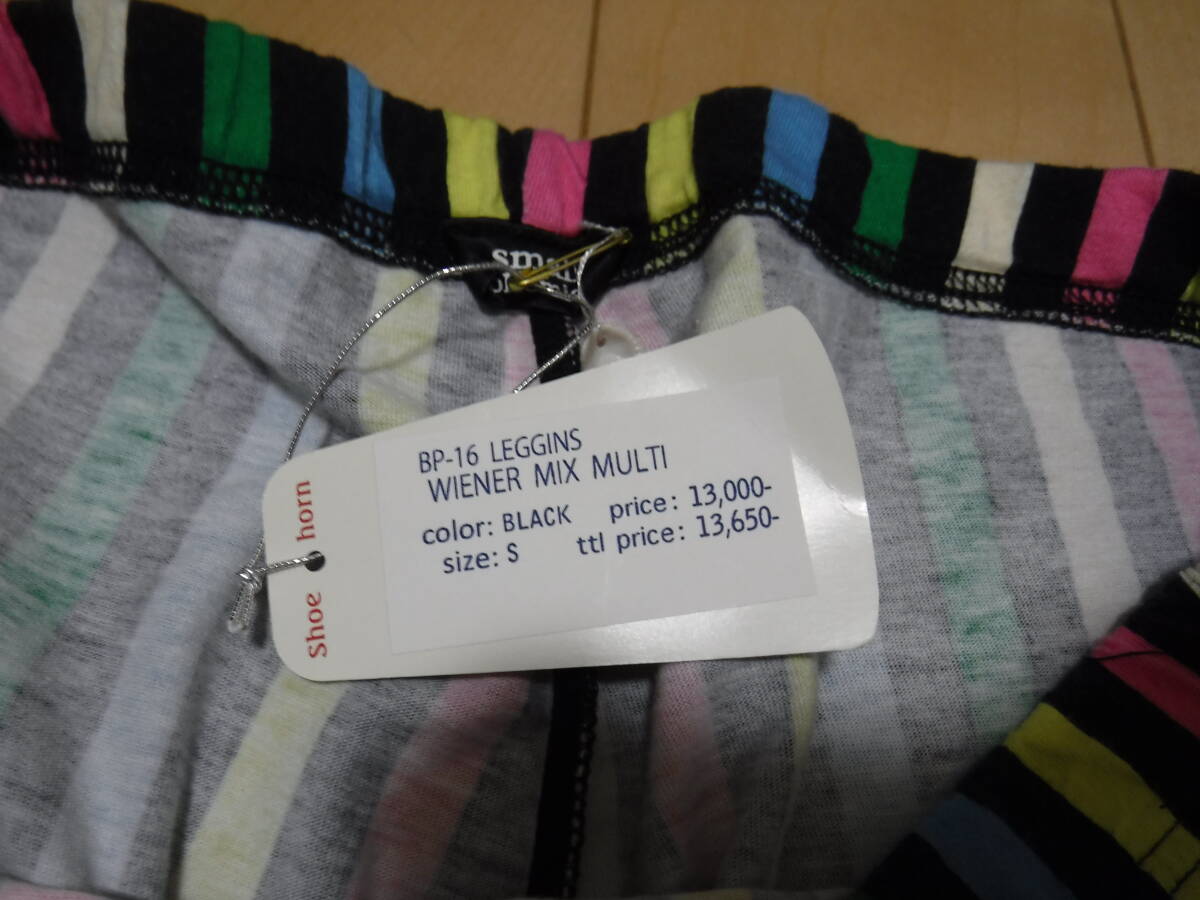 BP-16 LEGGINS
WIENER MIX MULTI
color: BLACK price: 13,000-
size: S ttl price: 13,650-
Shoe horn